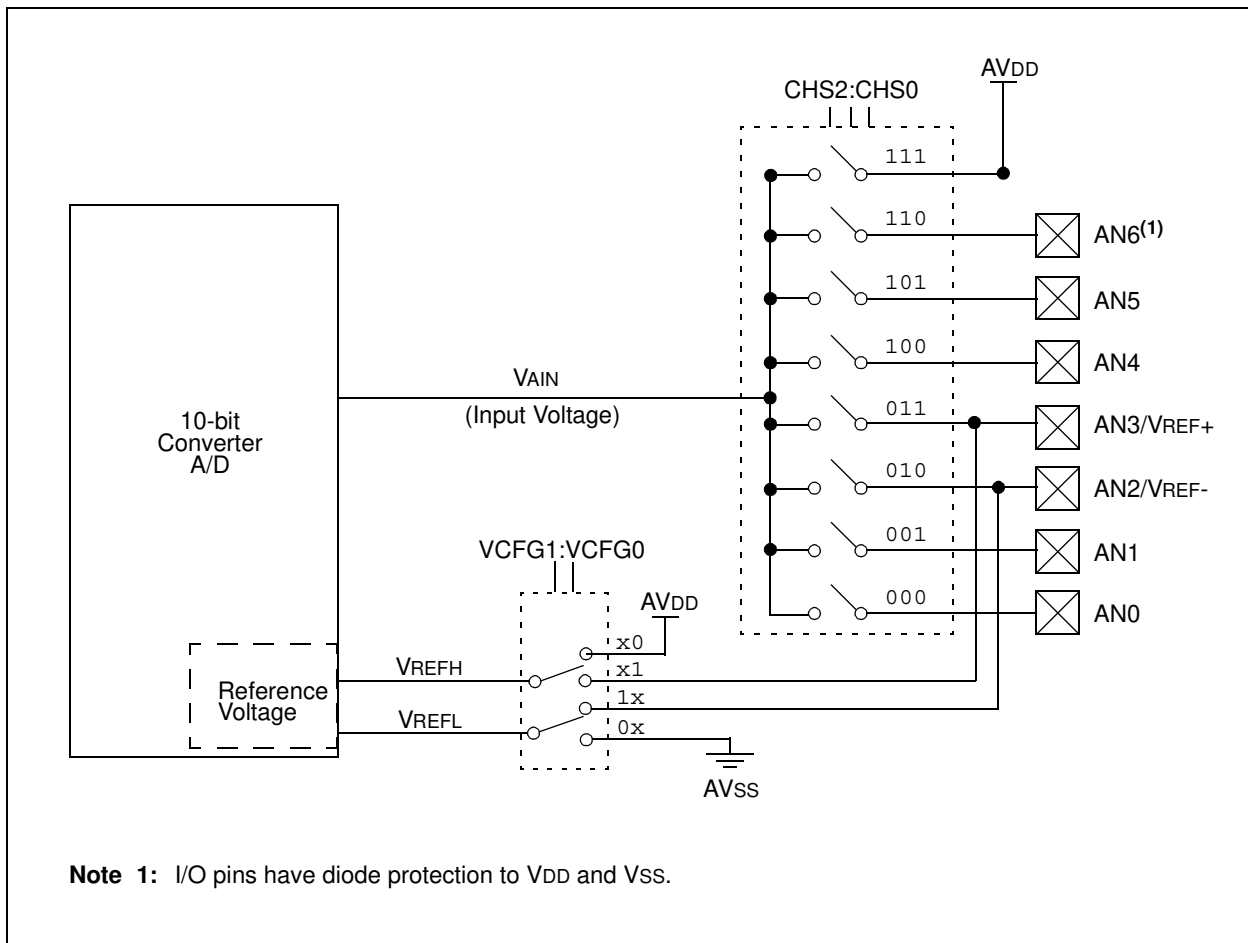 AVDD
CHS2:CHS0
111
110
AN6(1)
101
AN5
100
AN4
VAIN
(Input Voltage)
011
AN3/VREF+
10-bit
Converter
A/D
010
AN2/VREF-
001
AN1
VCFG1:VCFG0
000
AN0
AVDD
x0
VREFH
x1
Reference
Voltage
1x
VREFL
0x
AVSS
Note 1: I/O pins have diode protection to VDD and VSS.